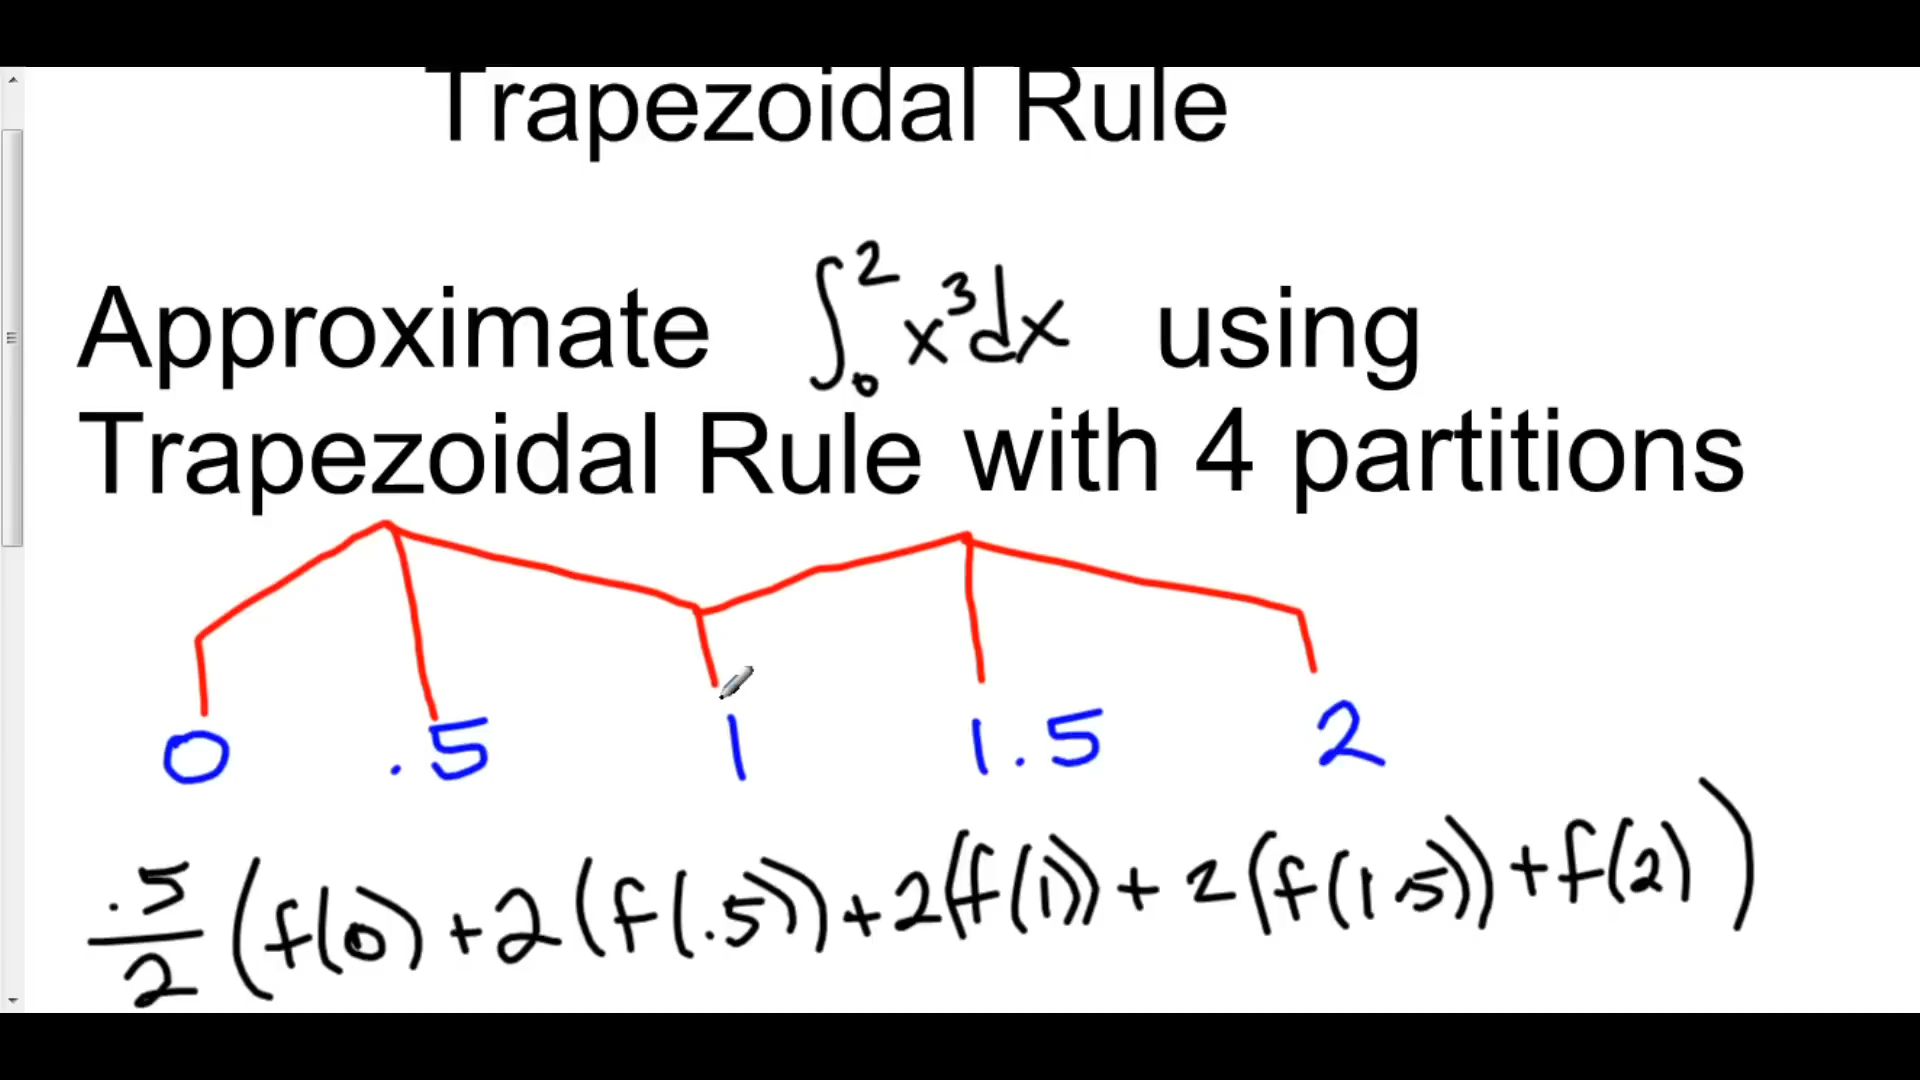 Trapezoidal Rule
Approximate ∫₀² x³dx using
Trapezoidal Rule with 4 partitions
0 .5 1 1.5 2
.5/2 (f(0) + 2(f(.5)) + 2(f(1)) + 2(f(1.5)) + f(2))